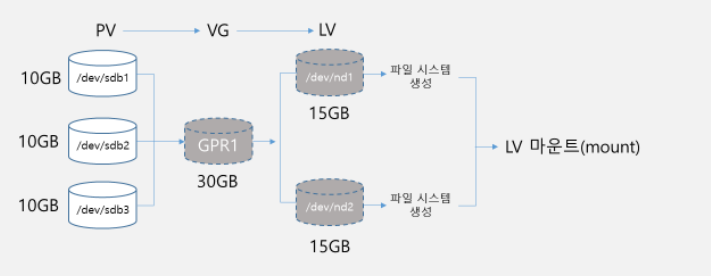 PV
VG
LV
10GB
/dev/sdb1
10GB
/dev/sdb2
10GB
/dev/sdb3
GPR1
30GB
/dev/nd1
15GB
파일 시스템
생성
/dev/nd2
15GB
파일 시스템
생성
LV 마운트(mount)